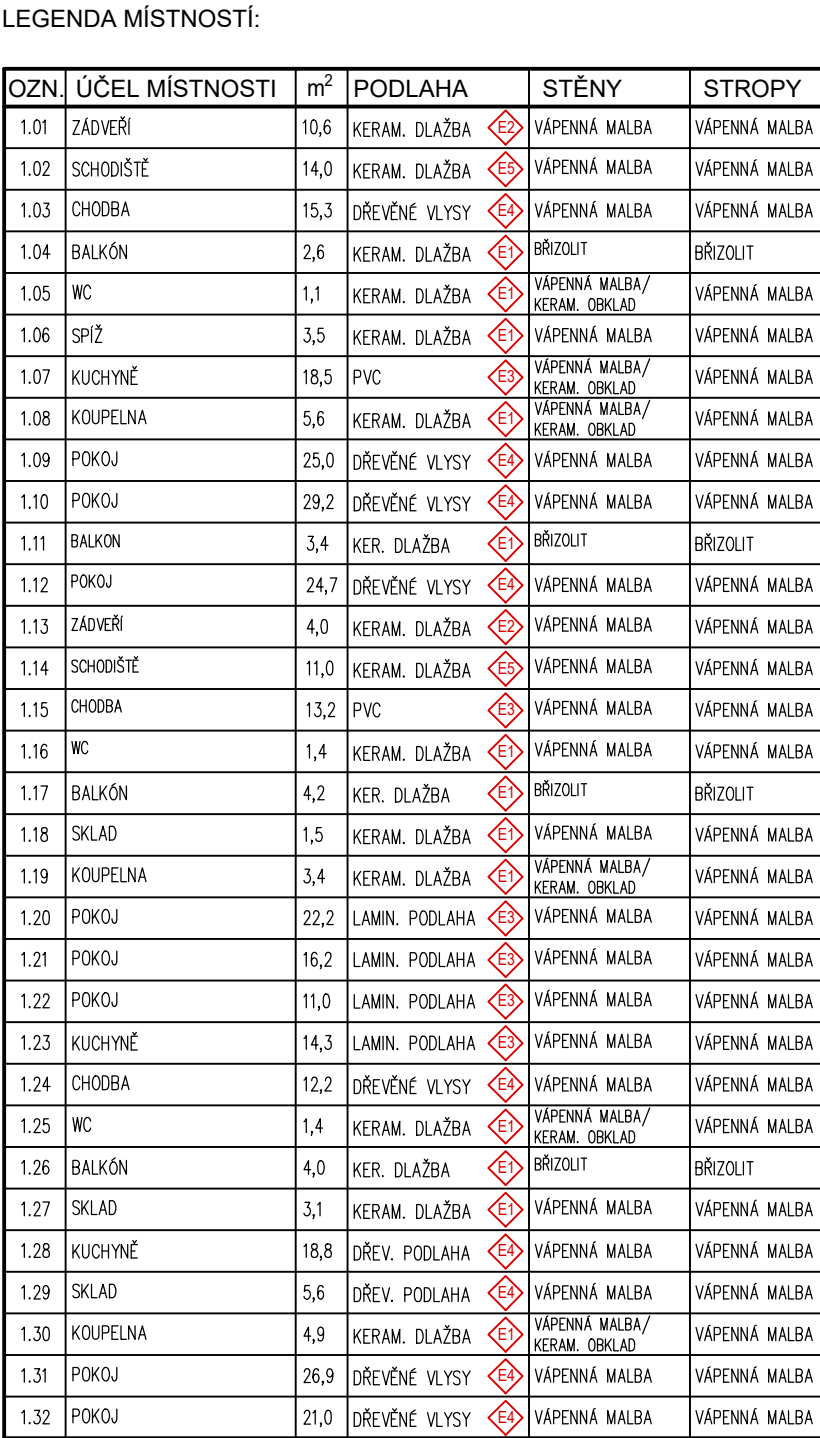 LEGENDA MÍSTNOSTÍ:
OZN. ÚČEL MÍSTNOSTI m² PODLAHA STĚNY STROPY
1.01 ZÁDVEŘÍ 10,6 KERAM. DLAŽBA E2 VÁPENNÁ MALBA VÁPENNÁ MALBA
1.02 SCHODIŠTĚ 14,0 KERAM. DLAŽBA E5 VÁPENNÁ MALBA VÁPENNÁ MALBA
1.03 CHODBA 15,3 DŘEVĚNÉ VLYSY E4 VÁPENNÁ MALBA VÁPENNÁ MALBA
1.04 BALKÓN 2,6 KERAM. DLAŽBA E1 BŘIZOLIT BŘIZOLIT
1.05 WC 1,1 KERAM. DLAŽBA E1 VÁPENNÁ MALBA/ KERAM. OBKLAD VÁPENNÁ MALBA
1.06 SPÍŽ 3,5 KERAM. DLAŽBA E1 VÁPENNÁ MALBA VÁPENNÁ MALBA
1.07 KUCHYNĚ 18,5 PVC E3 VÁPENNÁ MALBA/ KERAM. OBKLAD VÁPENNÁ MALBA
1.08 KOUPELNA 5,6 KERAM. DLAŽBA E1 VÁPENNÁ MALBA/ KERAM. OBKLAD VÁPENNÁ MALBA
1.09 POKOJ 25,0 DŘEVĚNÉ VLYSY E4 VÁPENNÁ MALBA VÁPENNÁ MALBA
1.10 POKOJ 29,2 DŘEVĚNÉ VLYSY E4 VÁPENNÁ MALBA VÁPENNÁ MALBA
1.11 BALKON 3,4 KER. DLAŽBA E1 BŘIZOLIT BŘIZOLIT
1.12 POKOJ 24,7 DŘEVĚNÉ VLYSY E4 VÁPENNÁ MALBA VÁPENNÁ MALBA
1.13 ZÁDVEŘÍ 4,0 KERAM. DLAŽBA E2 VÁPENNÁ MALBA VÁPENNÁ MALBA
1.14 SCHODIŠTĚ 11,0 KERAM. DLAŽBA E5 VÁPENNÁ MALBA VÁPENNÁ MALBA
1.15 CHODBA 13,2 PVC E3 VÁPENNÁ MALBA VÁPENNÁ MALBA
1.16 WC 1,4 KERAM. DLAŽBA E1 VÁPENNÁ MALBA VÁPENNÁ MALBA
1.17 BALKÓN 4,2 KER. DLAŽBA E1 BŘIZOLIT BŘIZOLIT
1.18 SKLAD 1,5 KERAM. DLAŽBA E1 VÁPENNÁ MALBA VÁPENNÁ MALBA
1.19 KOUPELNA 3,4 KERAM. DLAŽBA E1 VÁPENNÁ MALBA/ KERAM. OBKLAD VÁPENNÁ MALBA
1.20 POKOJ 22,2 LAMIN. PODLAHA E3 VÁPENNÁ MALBA VÁPENNÁ MALBA
1.21 POKOJ 16,2 LAMIN. PODLAHA E3 VÁPENNÁ MALBA VÁPENNÁ MALBA
1.22 POKOJ 11,0 LAMIN. PODLAHA E3 VÁPENNÁ MALBA VÁPENNÁ MALBA
1.23 KUCHYNĚ 14,3 LAMIN. PODLAHA E3 VÁPENNÁ MALBA VÁPENNÁ MALBA
1.24 CHODBA 12,2 DŘEVĚNÉ VLYSY E4 VÁPENNÁ MALBA VÁPENNÁ MALBA
1.25 WC 1,4 KERAM. DLAŽBA E1 VÁPENNÁ MALBA/ KERAM. OBKLAD VÁPENNÁ MALBA
1.26 BALKÓN 4,0 KER. DLAŽBA E1 BŘIZOLIT BŘIZOLIT
1.27 SKLAD 3,1 KERAM. DLAŽBA E1 VÁPENNÁ MALBA VÁPENNÁ MALBA
1.28 KUCHYNĚ 18,8 DŘEV. PODLAHA E4 VÁPENNÁ MALBA VÁPENNÁ MALBA
1.29 SKLAD 5,6 DŘEV. PODLAHA E4 VÁPENNÁ MALBA VÁPENNÁ MALBA
1.30 KOUPELNA 4,9 KERAM. DLAŽBA E1 VÁPENNÁ MALBA/ KERAM. OBKLAD VÁPENNÁ MALBA
1.31 POKOJ 26,9 DŘEVĚNÉ VLYSY E4 VÁPENNÁ MALBA VÁPENNÁ MALBA
1.32 POKOJ 21,0 DŘEVĚNÉ VLYSY E4 VÁPENNÁ MALBA VÁPENNÁ MALBA